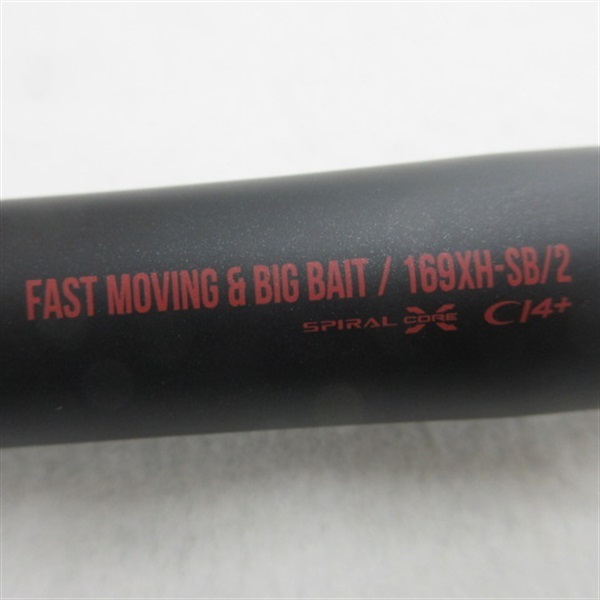 FAST MOVING & BIG BAIT / 169XH-SB/2
SPIRAL X CORE CI4+